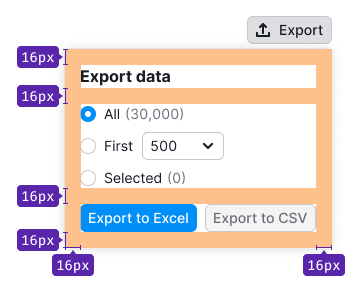 Export
16px
Export data
16px
All (30,000)
First 500
Selected (0)
16px
Export to Excel Export to CSV
16px
16px 16px